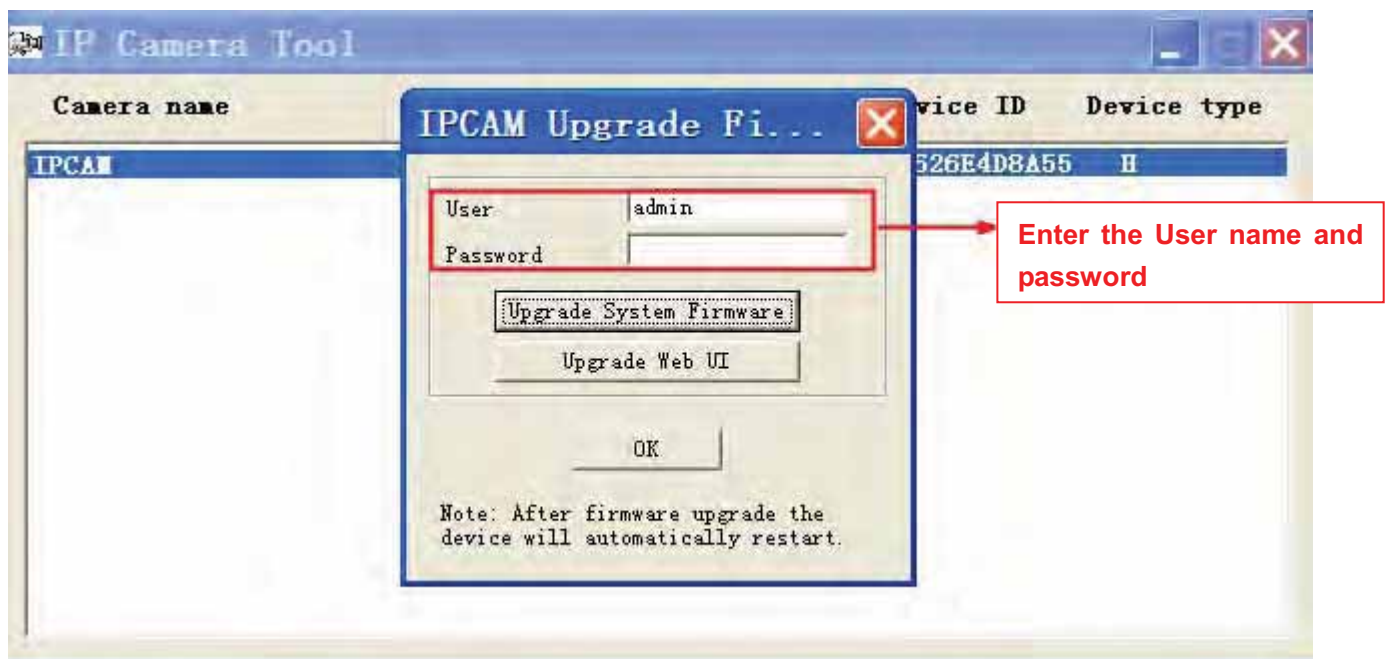 IP Camera Tool
Camera name
vice ID
Device type
IPCAM
526E4D8A55
H
IPCAM Upgrade Fi...
User
admin
Password
Upgrade System Firmware
Upgrade Web UI
OK
Note: After firmware upgrade the
device will automatically restart.
Enter the User name and
password